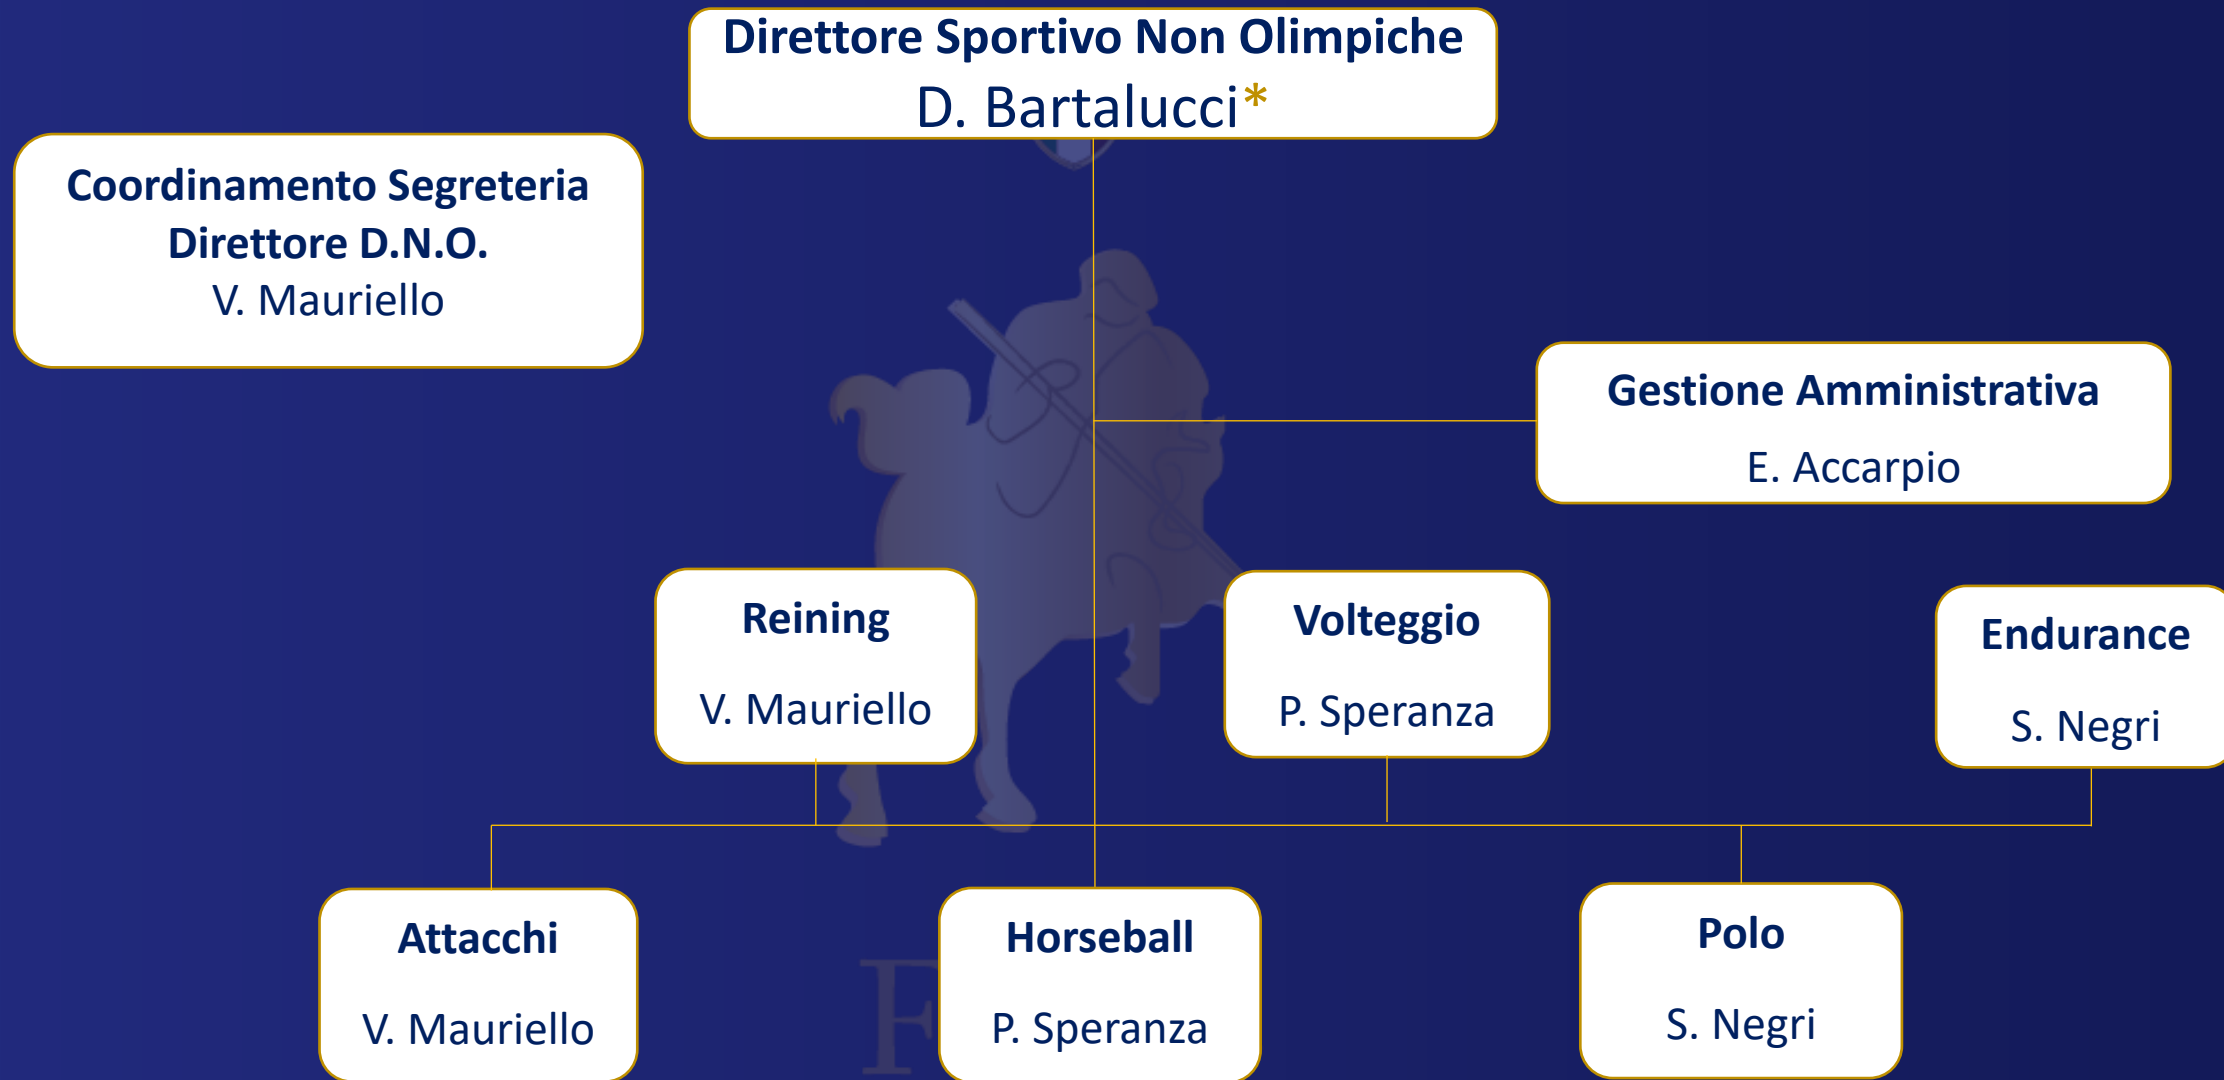 Direttore Sportivo Non Olimpiche
D. Bartalucci*
Coordinamento Segreteria
Direttore D.N.O.
V. Mauriello
Gestione Amministrativa
E. Accarpio
Reining
V. Mauriello
Volteggio
P. Speranza
Endurance
S. Negri
Attacchi
V. Mauriello
Horseball
P. Speranza
Polo
S. Negri